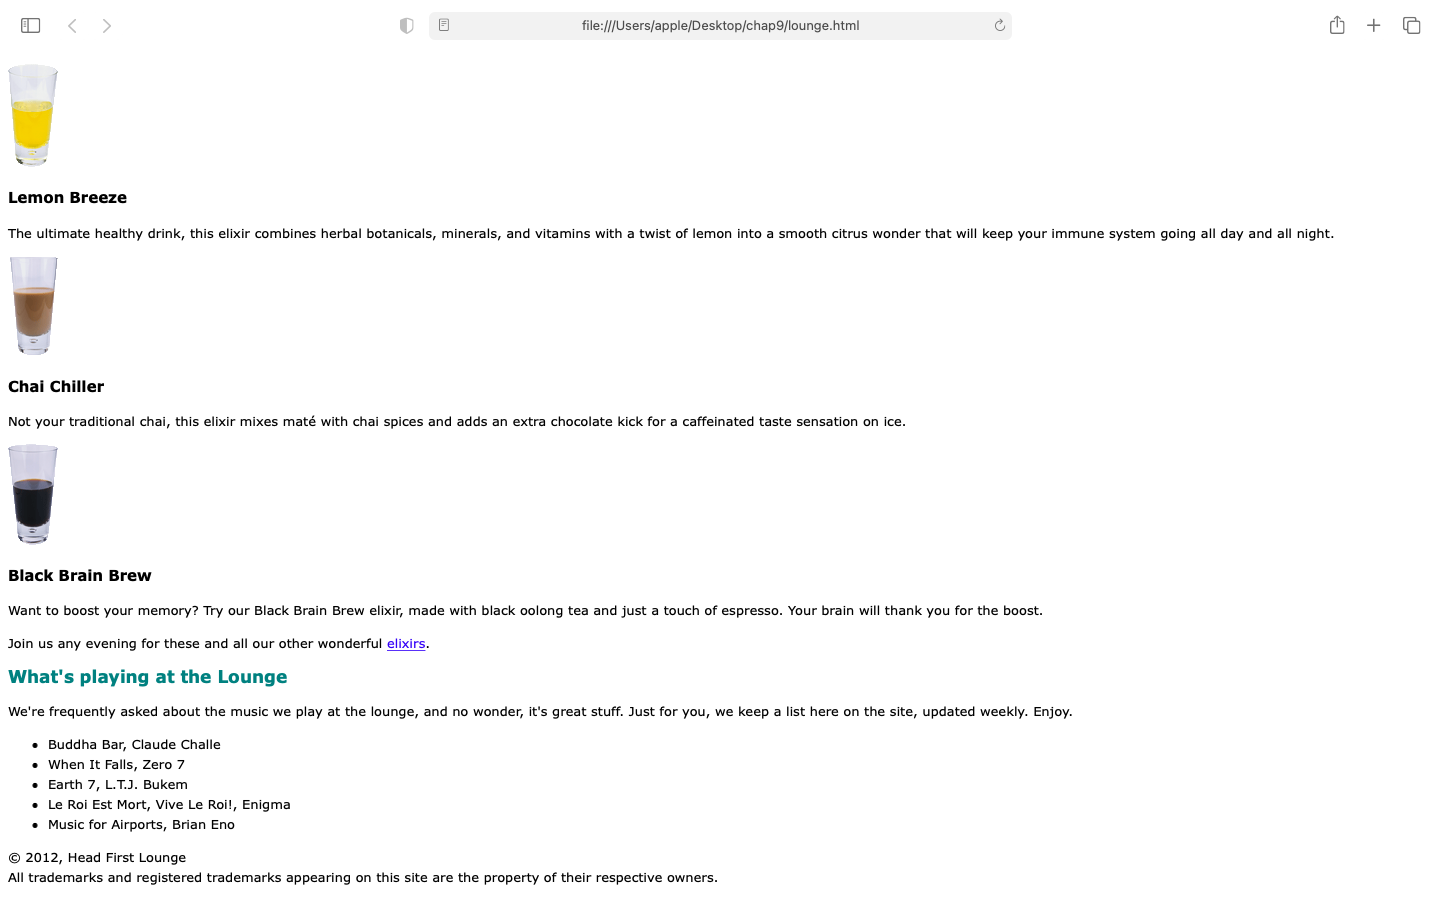 file:///Users/apple/Desktop/chap9/lounge.html
Lemon Breeze
The ultimate healthy drink, this elixir combines herbal botanicals, minerals, and vitamins with a twist of lemon into a smooth citrus wonder that will keep your immune system going all day and all night.
Chai Chiller
Not your traditional chai, this elixir mixes maté with chai spices and adds an extra chocolate kick for a caffeinated taste sensation on ice.
Black Brain Brew
Want to boost your memory? Try our Black Brain Brew elixir, made with black oolong tea and just a touch of espresso. Your brain will thank you for the boost.
Join us any evening for these and all our other wonderful elixirs.
What's playing at the Lounge
We're frequently asked about the music we play at the lounge, and no wonder, it's great stuff. Just for you, we keep a list here on the site, updated weekly. Enjoy.
• Buddha Bar, Claude Challe
• When It Falls, Zero 7
• Earth 7, L.T.J. Bukem
• Le Roi Est Mort, Vive Le Roi!, Enigma
• Music for Airports, Brian Eno
© 2012, Head First Lounge
All trademarks and registered trademarks appearing on this site are the property of their respective owners.